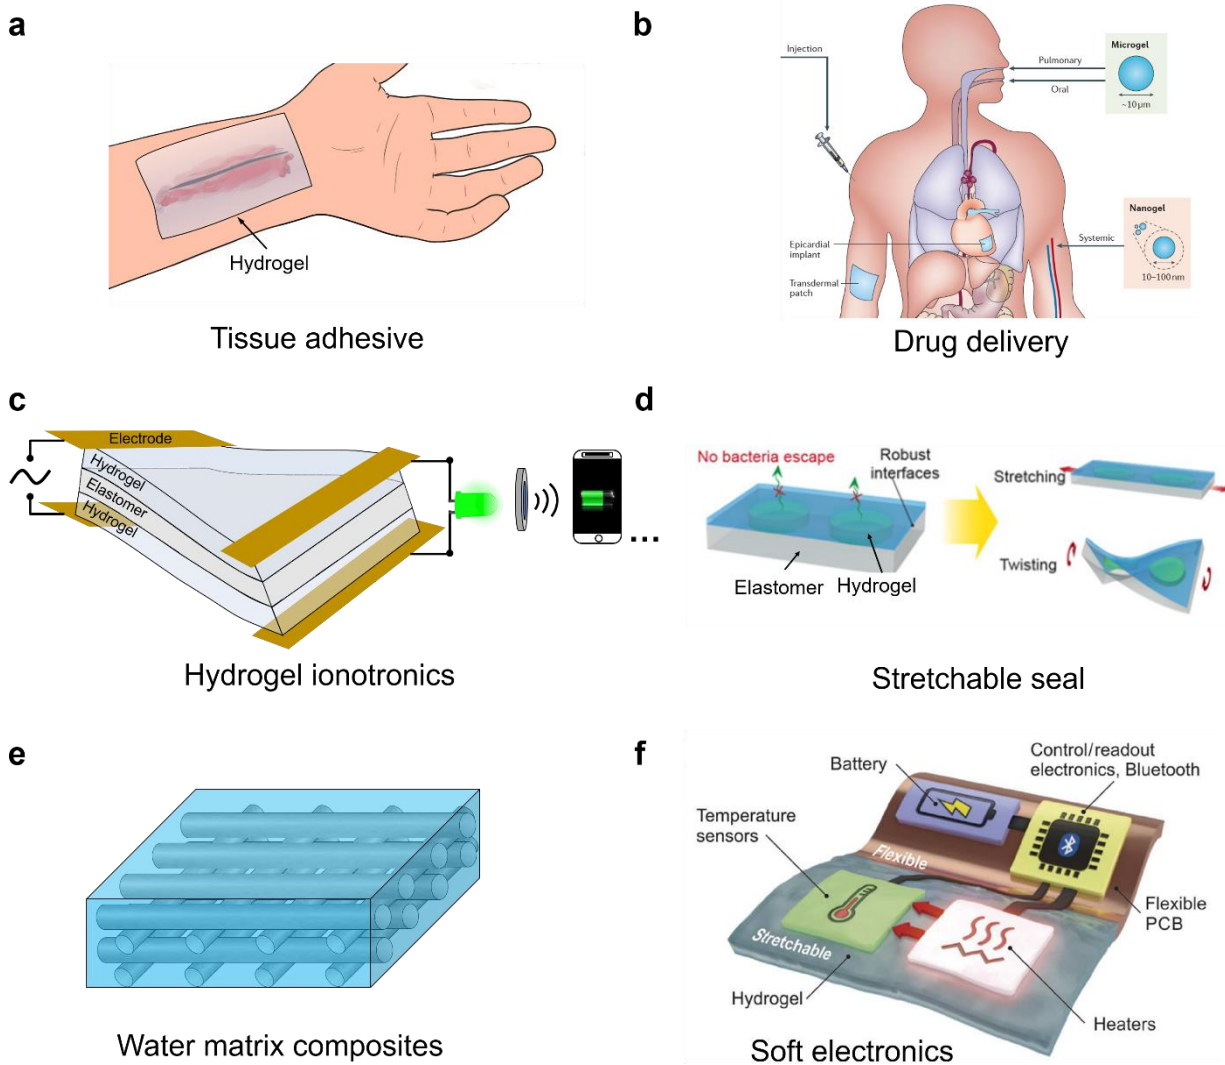 a
Hydrogel
Tissue adhesive
b
Injection
Pulmonary
Oral
Microgel
~10 µm
Epicardial
implant
Transdermal
patch
Systemic
Nanogel
10–100 nm
Drug delivery
c
Electrode
Hydrogel
Elastomer
Hydrogel
...
Hydrogel ionotronics
d
No bacteria escape
Robust
interfaces
Elastomer
Hydrogel
Stretching
Twisting
Stretchable seal
e
Water matrix composites
f
Battery
Control/readout
electronics, Bluetooth
Temperature
sensors
Flexible
Flexible
PCB
Stretchable
Hydrogel
Heaters
Soft electronics